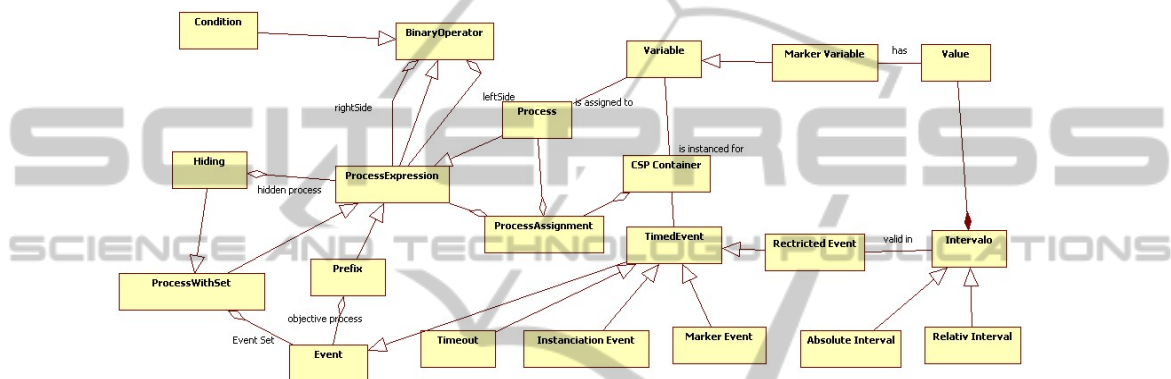 Condition
BinaryOperator
Variable
Marker Variable
has
Value
rightSide
leftSide
Process
is assigned to
is instanced for
Hiding
hidden process
ProcessExpression
CSP Container
ProcessAssignment
TimedEvent
Rectricted Event
valid in
Intervalo
ProcessWithSet
Prefix
objective process
Event Set
Event
Timeout
Instanciation Event
Marker Event
Absolute Interval
Relativ Interval
SCITEPRESS
SCIENCE AND TECHNOLOGY PUBLICATIONS